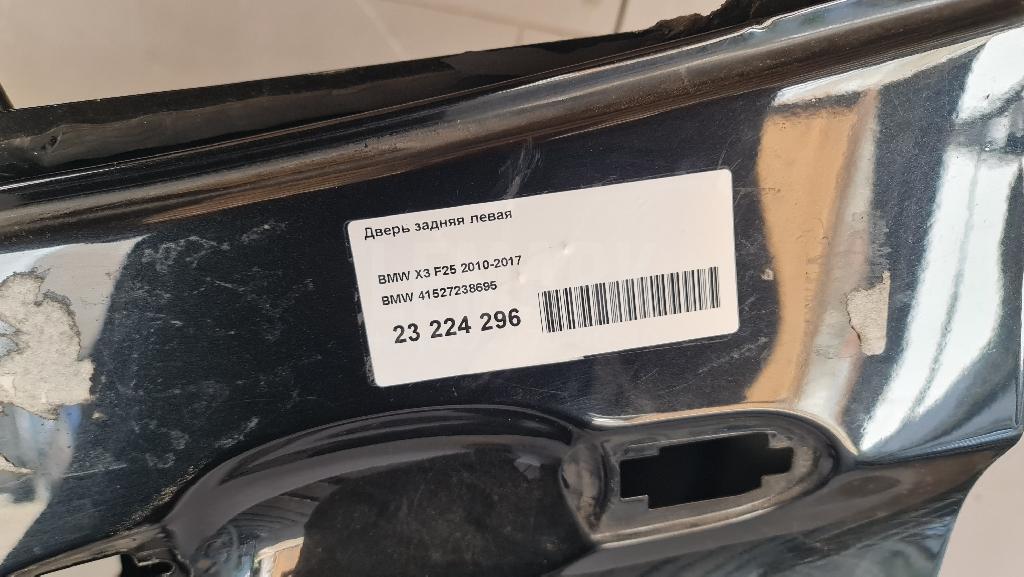 Дверь задняя левая
BMW X3 F25 2010-2017
BMW 41527238695
23 224 296